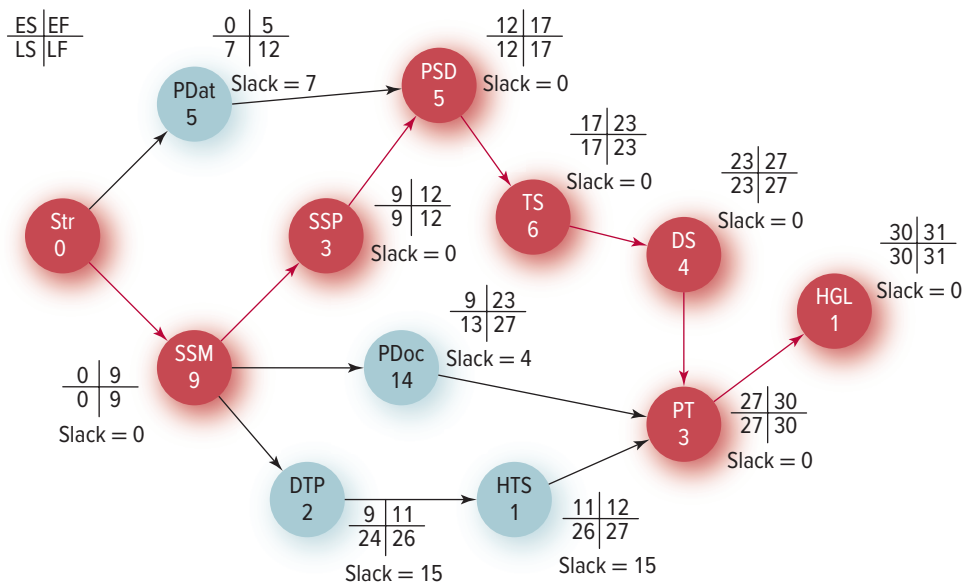 ES EF
LS LF
0 5
7 12
Slack = 7
PDat
5
12 17
12 17
Slack = 0
PSD
5
17 23
17 23
Slack = 0
TS
6
23 27
23 27
Slack = 0
DS
4
Str
0
9 12
9 12
Slack = 0
SSP
3
30 31
30 31
Slack = 0
HGL
1
SSM
9
0 9
0 9
Slack = 0
9 23
13 27
Slack = 4
PDoc
14
PT
3
27 30
27 30
Slack = 0
DTP
2
9 11
24 26
Slack = 15
HTS
1
11 12
26 27
Slack = 15